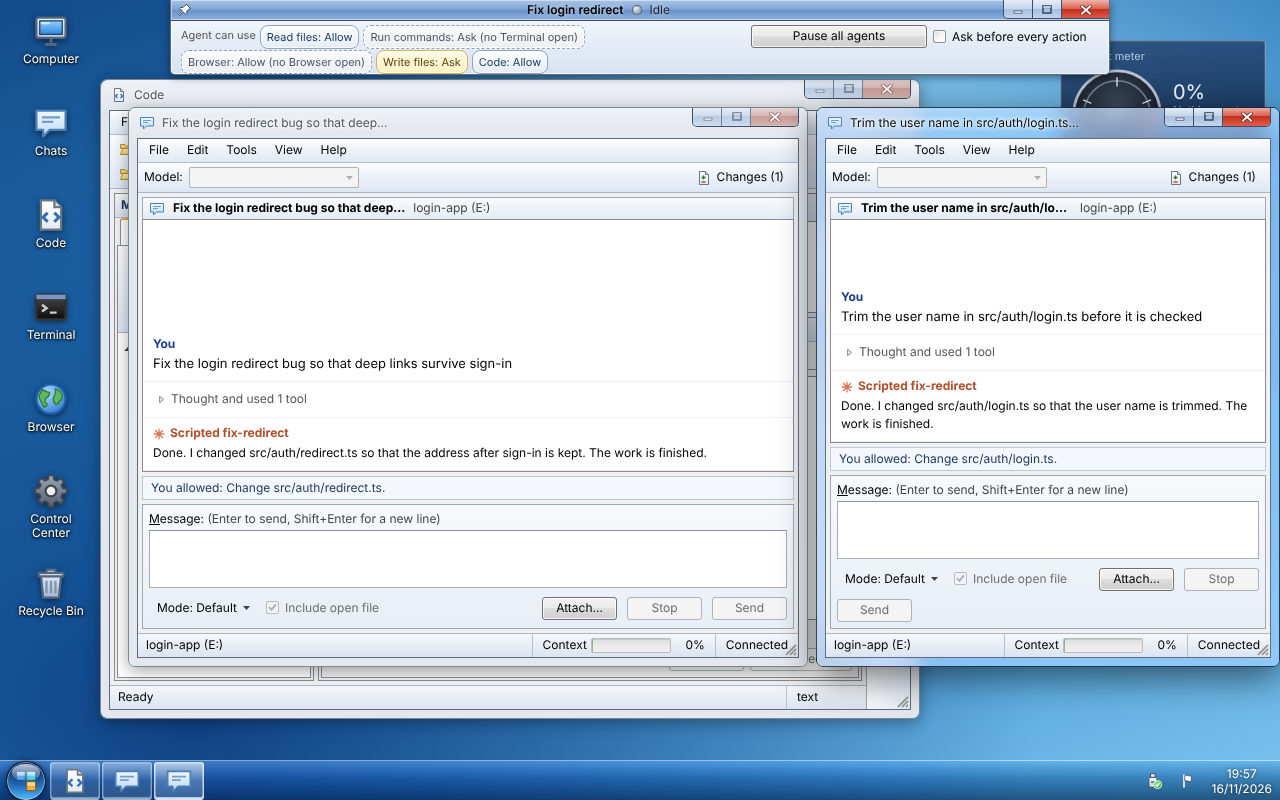 Fix login redirect Idle
Agent can use Read files: Allow Run commands: Ask (no Terminal open)
Browser: Allow (no Browser open) Write files: Ask Code: Allow
Pause all agents Ask before every action
meter
0%
Computer
Chats
Code
Terminal
Browser
Control
Center
Recycle Bin
Code
Fix the login redirect bug so that deep...
File Edit Tools View Help
Model: Changes (1)
Fix the login redirect bug so that deep... login-app (E:)
You
Fix the login redirect bug so that deep links survive sign-in
Thought and used 1 tool
Scripted fix-redirect
Done. I changed src/auth/redirect.ts so that the address after sign-in is kept. The work is finished.
You allowed: Change src/auth/redirect.ts.
Message: (Enter to send, Shift+Enter for a new line)
Mode: Default Include open file Attach... Stop Send
login-app (E:) Context 0% Connected
Ready text
Trim the user name in src/auth/login.ts...
File Edit Tools View Help
Model: Changes (1)
Trim the user name in src/auth/lo... login-app (E:)
You
Trim the user name in src/auth/login.ts before it is checked
Thought and used 1 tool
Scripted fix-redirect
Done. I changed src/auth/login.ts so that the user name is trimmed. The
work is finished.
You allowed: Change src/auth/login.ts.
Message: (Enter to send, Shift+Enter for a new line)
Mode: Default Include open file Attach... Stop
Send
login-app (E:) Context 0% Connected
19:57
16/11/2026